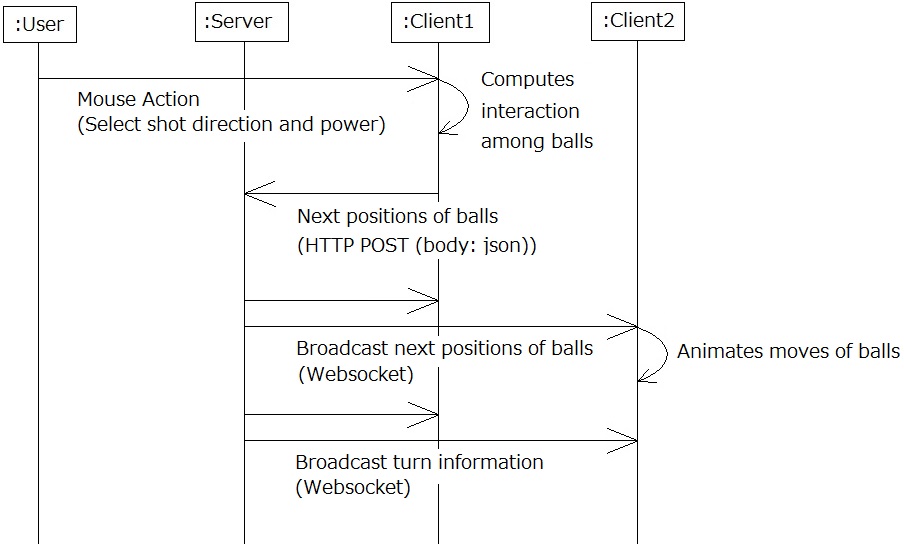 :User
:Server
:Client1
:Client2
Mouse Action
(Select shot direction and power)
Computes
interaction
among balls
Next positions of balls
(HTTP POST (body: json))
Broadcast next positions of balls
(Websocket)
Animates moves of balls
Broadcast turn information
(Websocket)